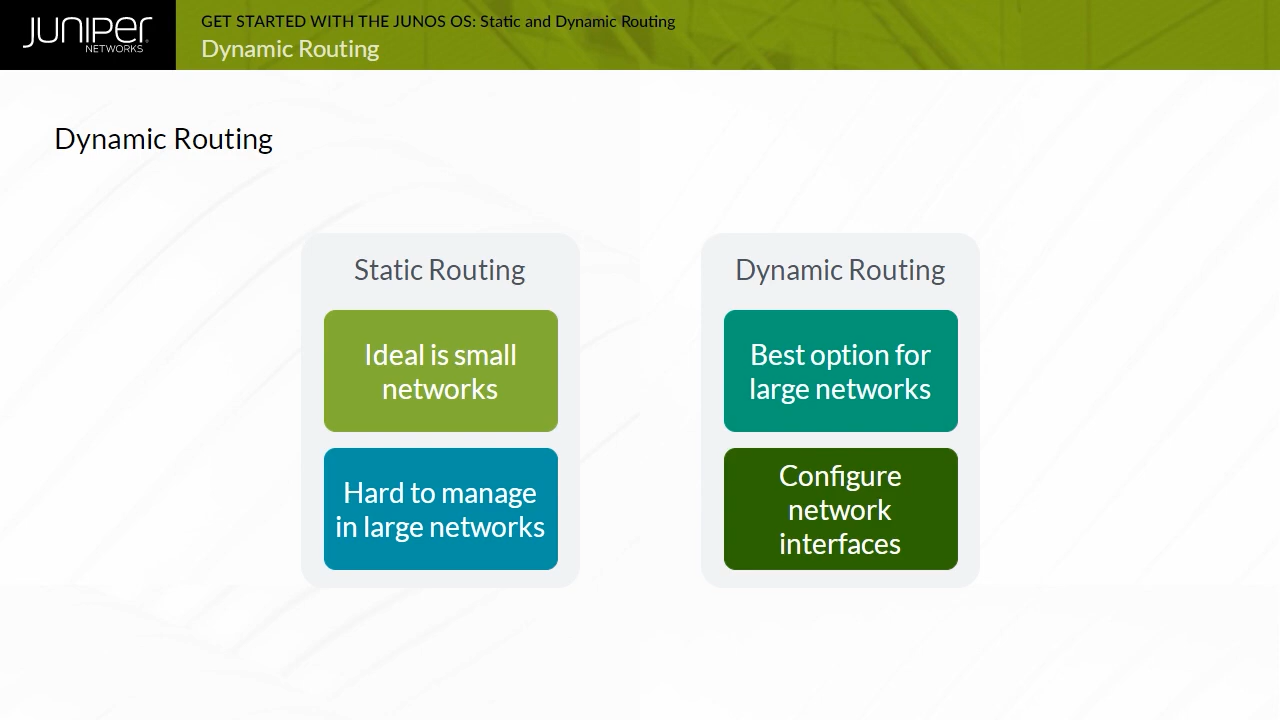 JUNIPEr
NETWORKS
GET STARTED WITH THE JUNOS OS: Static and Dynamic Routing
Dynamic Routing
Dynamic Routing
Static Routing
Ideal is small
networks
Hard to manage
in large networks
Dynamic Routing
Best option for
large networks
Configure
network
interfaces